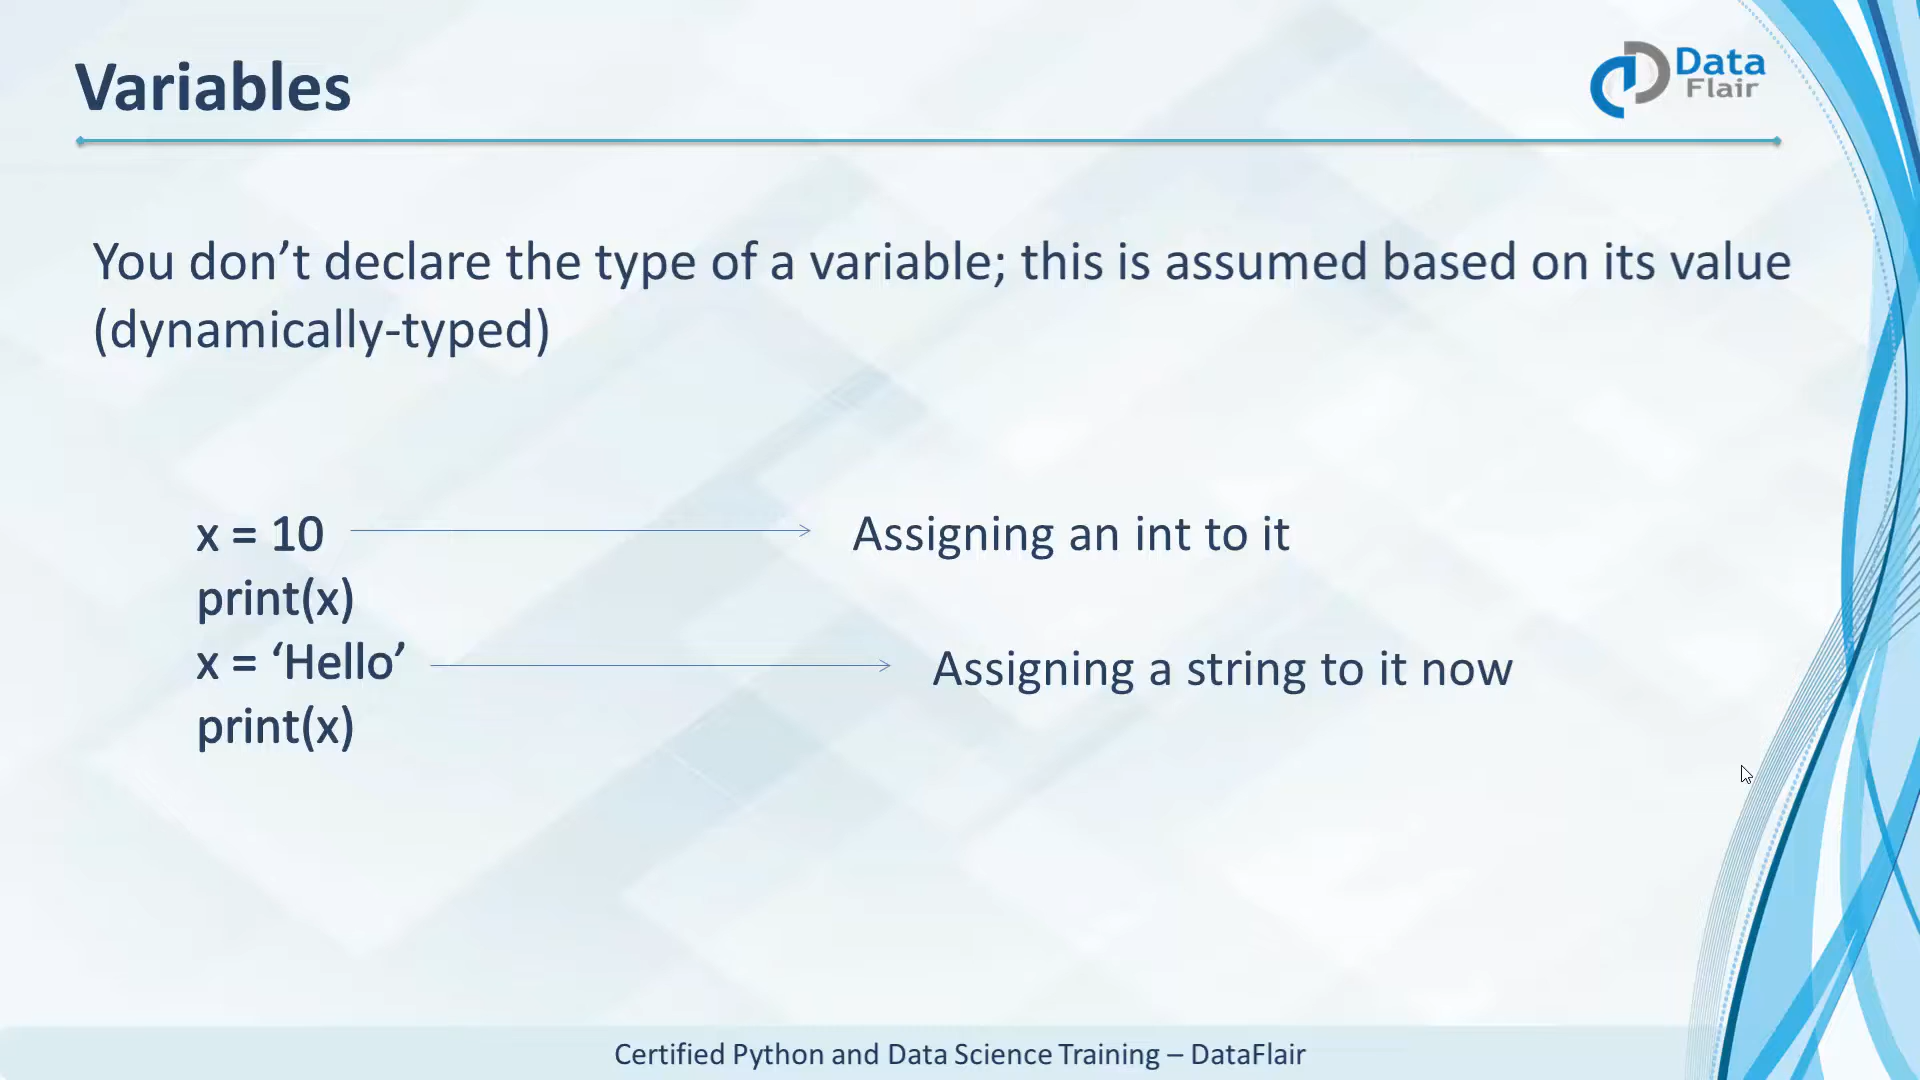 Variables
Data
Flair
You don’t declare the type of a variable; this is assumed based on its value
(dynamically-typed)
x = 10
Assigning an int to it
print(x)
x = ‘Hello’
Assigning a string to it now
print(x)
Certified Python and Data Science Training – DataFlair